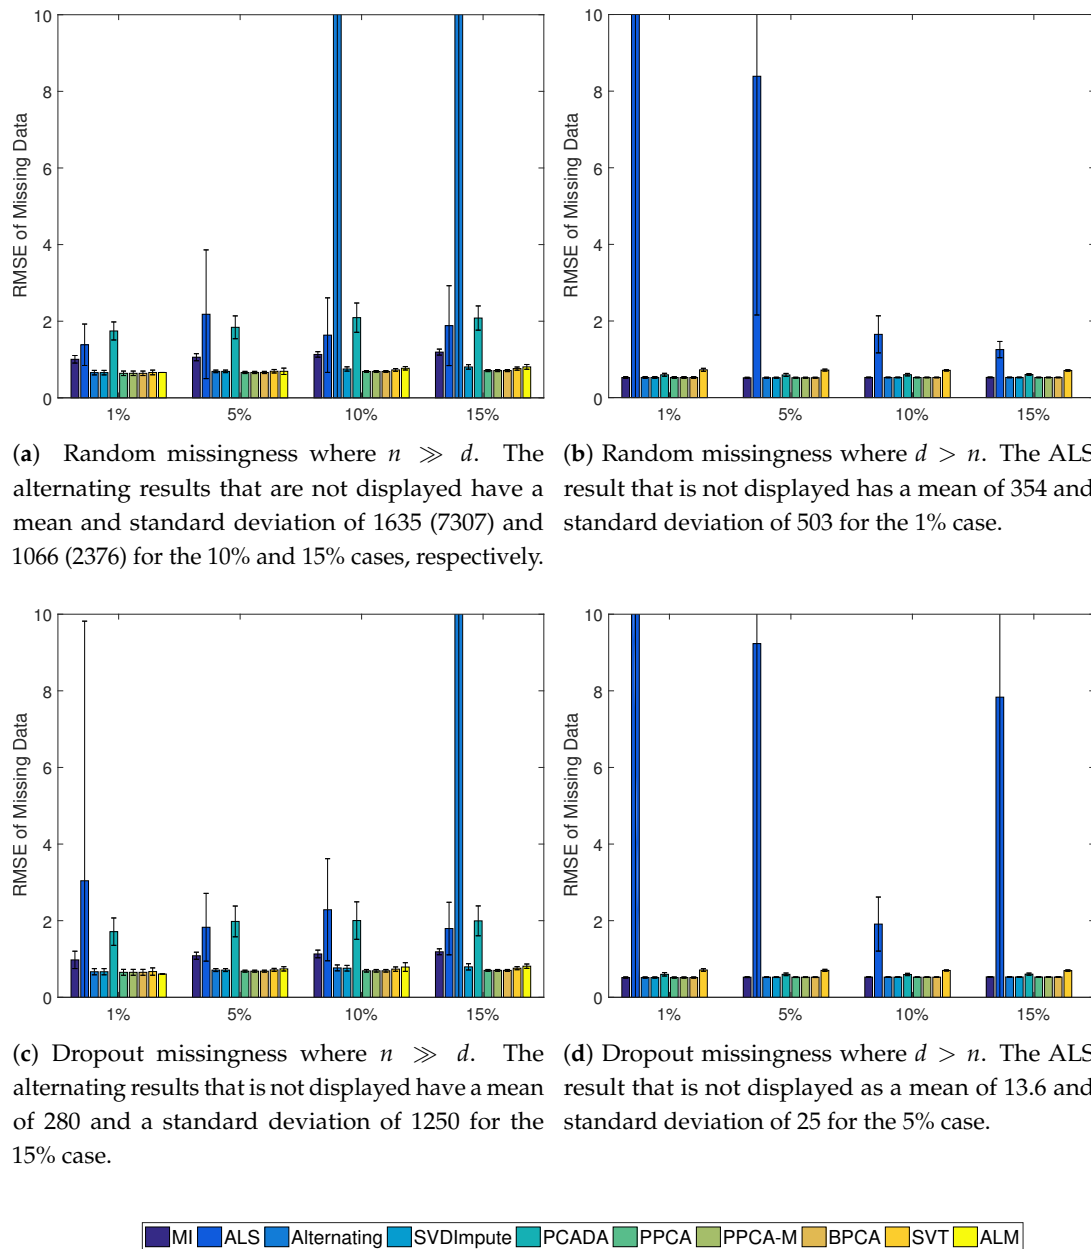 10
8
6
4
2
0
RMSE of Missing Data
1% 5% 10% 15%
10
8
6
4
2
0
RMSE of Missing Data
1% 5% 10% 15%
(a) Random missingness where n ≫ d. The
alternating results that are not displayed have a
mean and standard deviation of 1635 (7307) and
1066 (2376) for the 10% and 15% cases, respectively.
(b) Random missingness where d > n. The ALS
result that is not displayed has a mean of 354 and
standard deviation of 503 for the 1% case.
10
8
6
4
2
0
RMSE of Missing Data
1% 5% 10% 15%
10
8
6
4
2
0
RMSE of Missing Data
1% 5% 10% 15%
(c) Dropout missingness where n ≫ d. The
alternating results that is not displayed have a mean
of 280 and a standard deviation of 1250 for the
15% case.
(d) Dropout missingness where d > n. The ALS
result that is not displayed as a mean of 13.6 and
standard deviation of 25 for the 5% case.
MI ALS Alternating SVDImpute PCADA PPCA PPCA-M BPCA SVT ALM